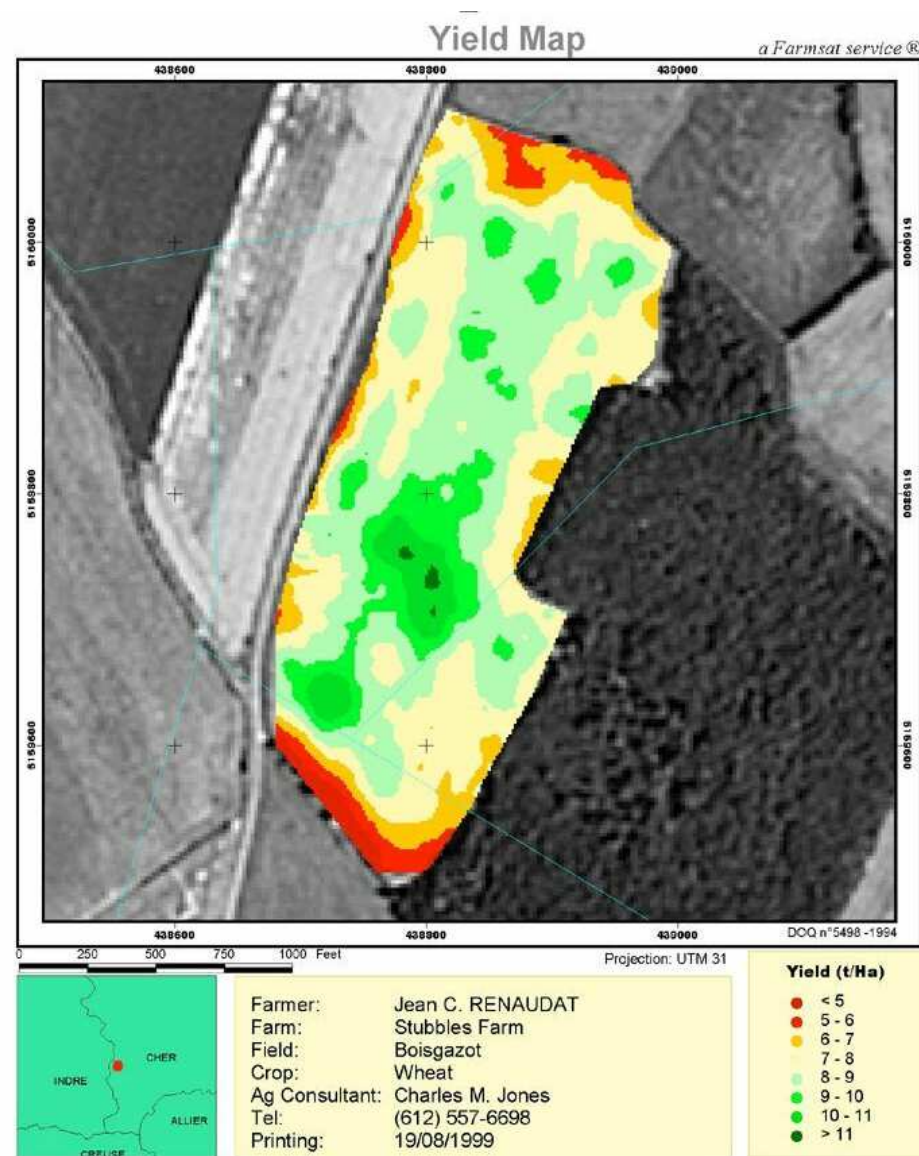 Yield Map
a Farmsat service ®
438600 438800 439000
5160000 5160000
5159800 5159800
5159600 5159600
438600 438800 439000
DOQ n°5498 -1994
0 250 500 750 1000 Feet
Projection: UTM 31
INDRE
CHER
ALLIER
CREUSE
Farmer: Jean C. RENAUDAT
Farm: Stubbles Farm
Field: Boisgazot
Crop: Wheat
Ag Consultant: Charles M. Jones
Tel: (612) 557-6698
Printing: 19/08/1999
Yield (t/Ha)
< 5
5 - 6
6 - 7
7 - 8
8 - 9
9 - 10
10 - 11
> 11